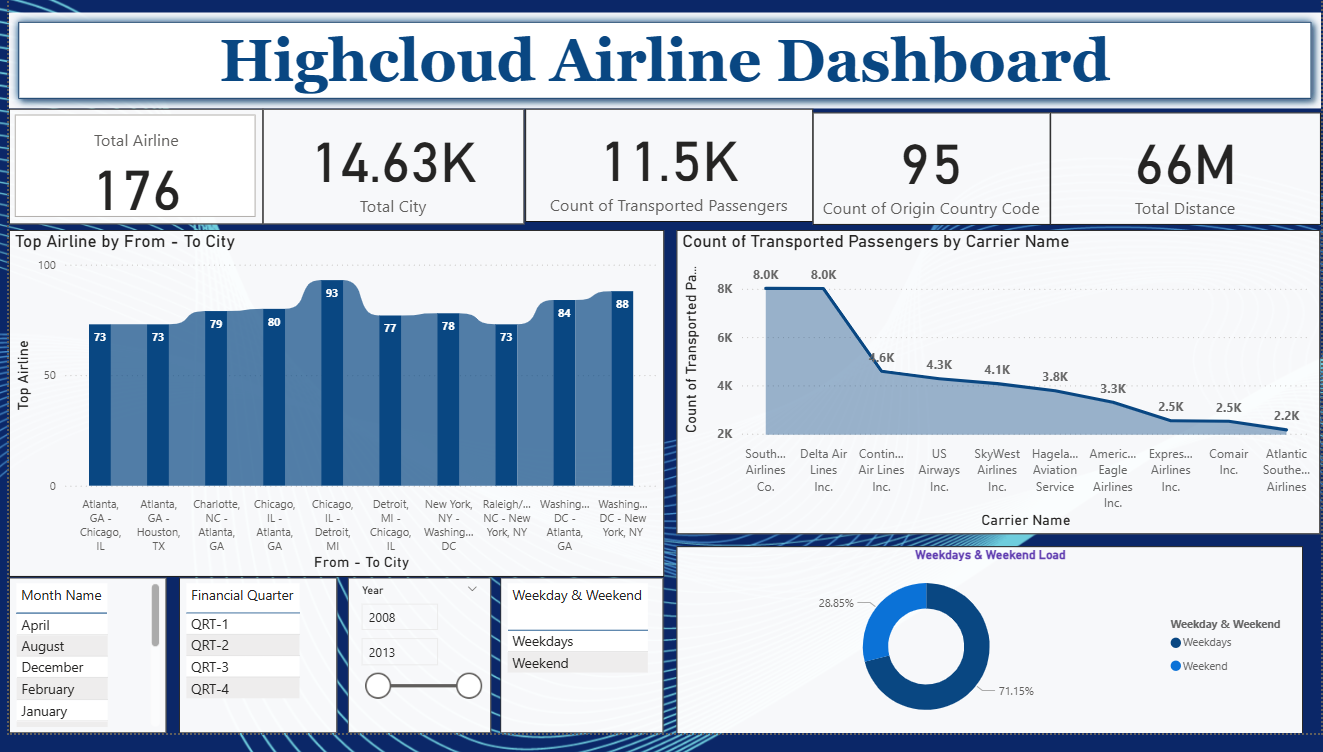 Highcloud Airline Dashboard
Total Airline
176
14.63K
Total City
11.5K
Count of Transported Passengers
95
Count of Origin Country Code
66M
Total Distance
Top Airline by From - To City
Top Airline
100
50
0
73
73
79
80
93
77
78
73
84
88
Atlanta,
GA -
Chicago,
IL
Atlanta,
GA -
Houston,
TX
Charlotte,
NC -
Atlanta,
GA
Chicago,
IL -
Atlanta,
GA
Chicago,
IL -
Detroit,
MI
Detroit,
MI -
Chicago,
IL
New York,
NY -
Washing...
DC
Raleigh/...
NC - New
York, NY
Washing...
DC -
Atlanta,
GA
Washing...
DC - New
York, NY
From - To City
Count of Transported Passengers by Carrier Name
Count of Transported Pa...
8K
6K
4K
2K
8.0K
8.0K
4.6K
4.3K
4.1K
3.8K
3.3K
2.5K
2.5K
2.2K
South...
Airlines
Co.
Delta Air
Lines
Inc.
Contin...
Air Lines
Inc.
US
Airways
Inc.
SkyWest
Airlines
Inc.
Hagela...
Aviation
Service
Americ...
Eagle
Airlines
Inc.
Expres...
Airlines
Inc.
Comair
Inc.
Atlantic
Southe...
Airlines
Carrier Name
Month Name
April
August
December
February
January
Financial Quarter
QRT-1
QRT-2
QRT-3
QRT-4
Year
2008
2013
Weekday & Weekend
Weekdays
Weekend
Weekdays & Weekend Load
28.85%
71.15%
Weekday & Weekend
Weekdays
Weekend